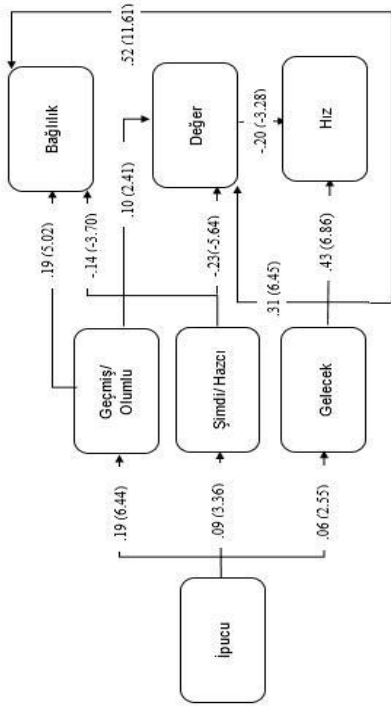 .52 (11.61)
Bağlılık
Değer
Hız
-.20 (-3.28)
.19 (5.02)
-.14 (-3.70)
.10 (2.41)
-.23(-5.64)
.31 (6.45)
.43 (6.86)
Geçmiş/
Olumlu
Şimdi/ Hazcı
Gelecek
.19 (6.44)
.09 (3.36)
.06 (2.55)
İpucu